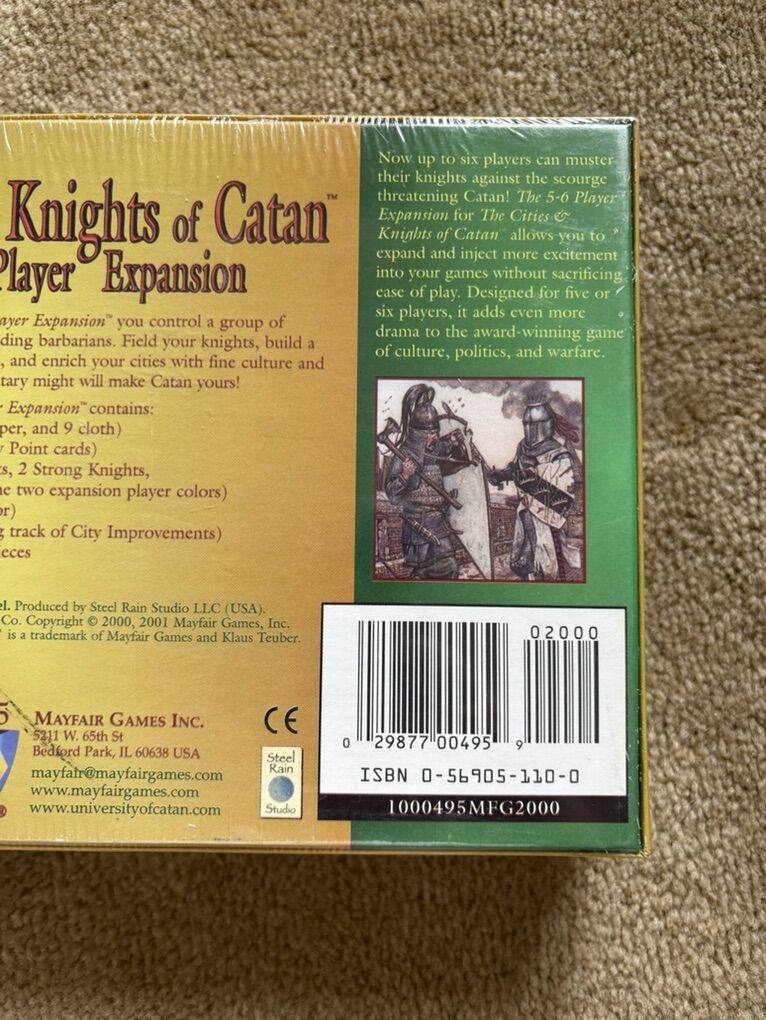 Knights of Catan™
Player Expansion
ayer Expansion™ you control a group of
ding barbarians. Field your knights, build a
, and enrich your cities with fine culture and
tary might will make Catan yours!
Expansion™ contains:
per, and 9 cloth)
Point cards)
ks, 2 Strong Knights,
e two expansion player colors)
or)
g track of City Improvements)
ieces
el. Produced by Steel Rain Studio LLC (USA).
Co. Copyright © 2000, 2001 Mayfair Games, Inc.
is a trademark of Mayfair Games and Klaus Teuber.
5
MAYFAIR GAMES INC.
5211 W. 65th St
Bedford Park, IL 60638 USA
mayfair@mayfairgames.com
www.mayfairgames.com
www.universityofcatan.com
®
CE
Steel
Rain
Studio
Now up to six players can muster
their knights against the scourge
threatening Catan! The 5-6 Player
Expansion for The Cities &
Knights of Catan™ allows you to
expand and inject more excitement
into your games without sacrificing
ease of play. Designed for five or
six players, it adds even more
drama to the award-winning game
of culture, politics, and warfare.
02000
0 29877 00495 9
ISBN 0-56905-110-0
1000495MFG2000